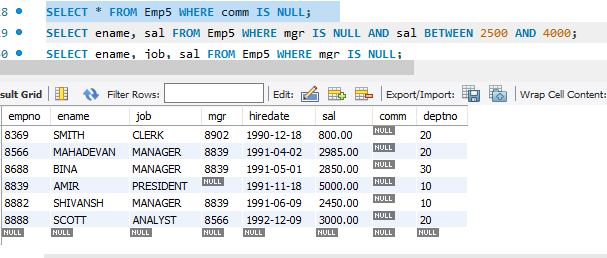 28 SELECT * FROM Emp5 WHERE comm IS NULL;
29 SELECT ename, sal FROM Emp5 WHERE mgr IS NULL AND sal BETWEEN 2500 AND 4000;
SELECT ename, job, sal FROM Emp5 WHERE mgr IS NULL;
sult Grid Filter Rows: Edit: Export/Import: Wrap Cell Content:
empno ename job mgr hiredate sal comm deptno
8369 SMITH CLERK 8902 1990-12-18 800.00 NULL 20
8566 MAHADEVAN MANAGER 8839 1991-04-02 2985.00 NULL 20
8688 BINA MANAGER 8839 1991-05-01 2850.00 NULL 30
8839 AMIR PRESIDENT NULL 1991-11-18 5000.00 NULL 10
8882 SHIVANSH MANAGER 8839 1991-06-09 2450.00 NULL 10
8888 SCOTT ANALYST 8566 1992-12-09 3000.00 NULL 20
NULL NULL NULL NULL NULL NULL NULL NULL